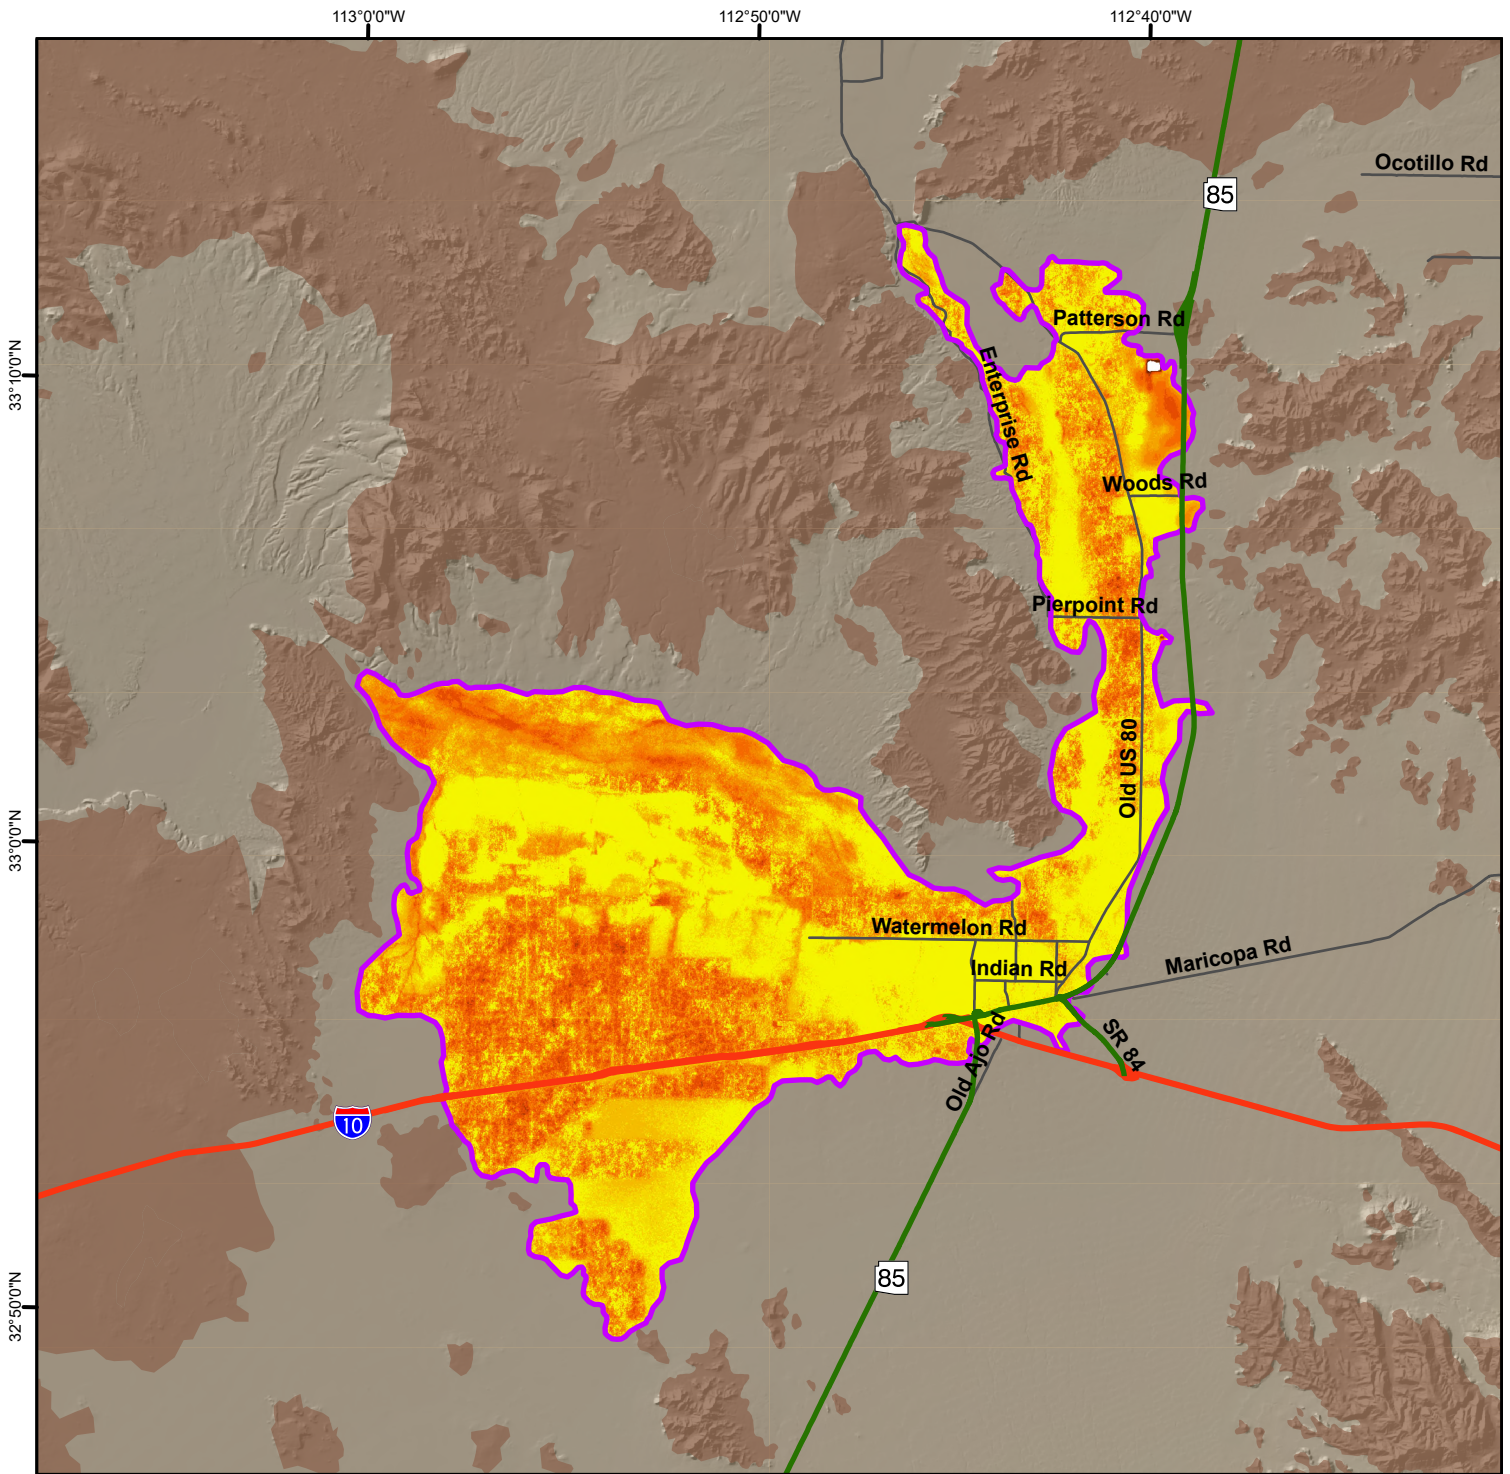 113°0'0"W
112°50'0"W
112°40'0"W
Ocotillo Rd
85
Patterson Rd
33°10'0"N
Enterprise Rd
Woods Rd
Pierpoint Rd
Old US 80
33°0'0"N
Watermelon Rd
Maricopa Rd
Indian Rd
SR 84
Old Ajo Rd
10
85
32°50'0"N